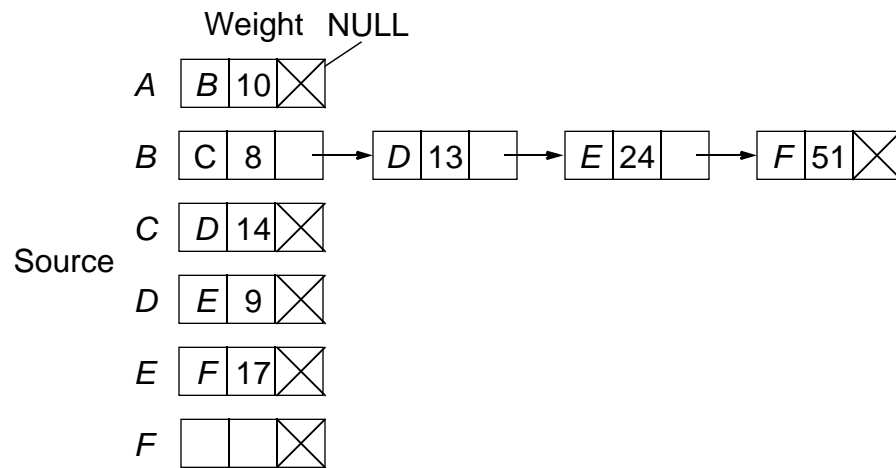 Weight NULL
A B 10
B C 8 D 13 E 24 F 51
C D 14
Source
D E 9
E F 17
F